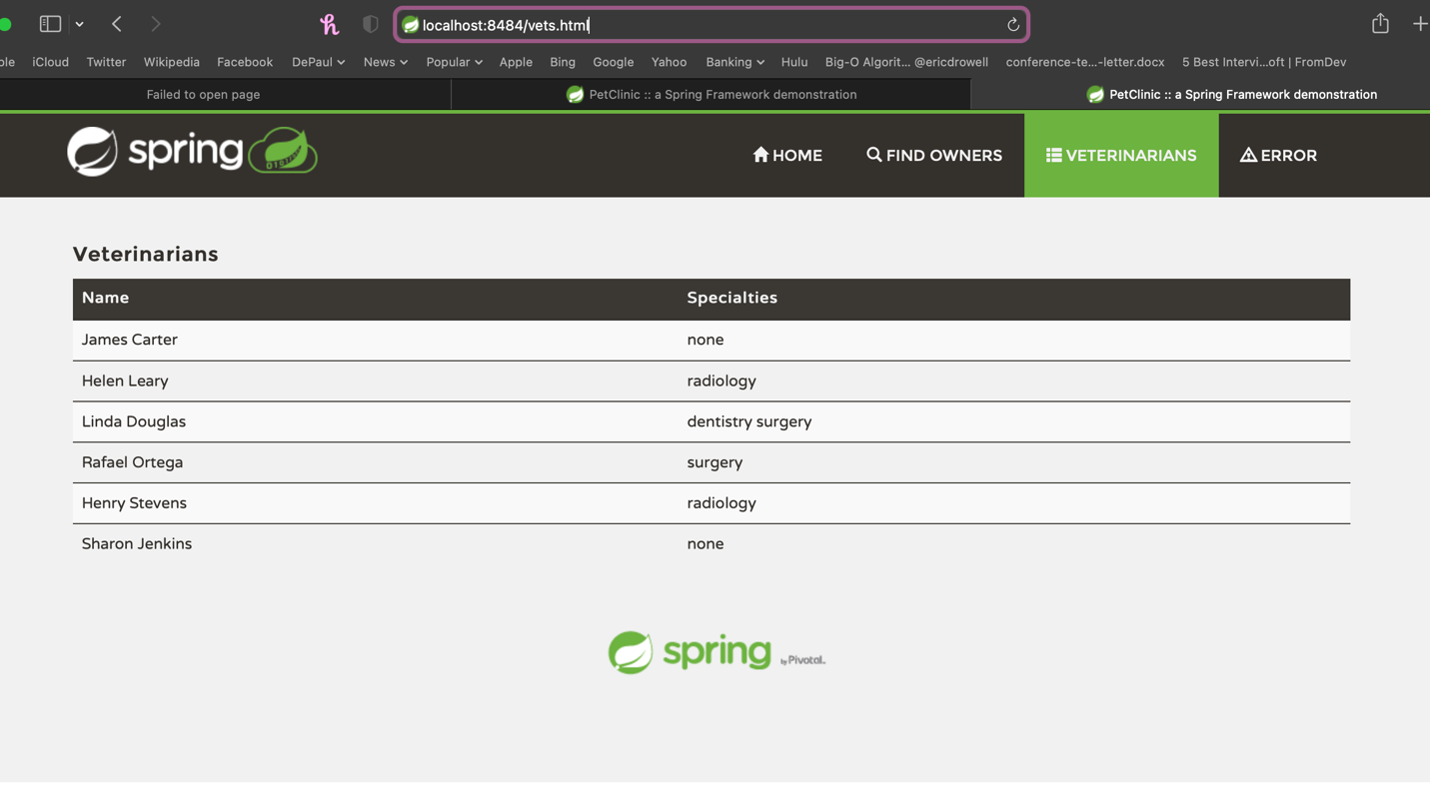 localhost:8484/vets.html
ple iCloud Twitter Wikipedia Facebook DePaul News Popular Apple Bing Google Yahoo Banking Hulu Big-O Algorit... @ericdrowell conference-te...-letter.docx 5 Best Intervi...oft | FromDev
Failed to open page PetClinic :: a Spring Framework demonstration PetClinic :: a Spring Framework demonstration
spring HOME FIND OWNERS VETERINARIANS ERROR
Veterinarians
Name Specialties
James Carter none
Helen Leary radiology
Linda Douglas dentistry surgery
Rafael Ortega surgery
Henry Stevens radiology
Sharon Jenkins none
spring by Pivotal.